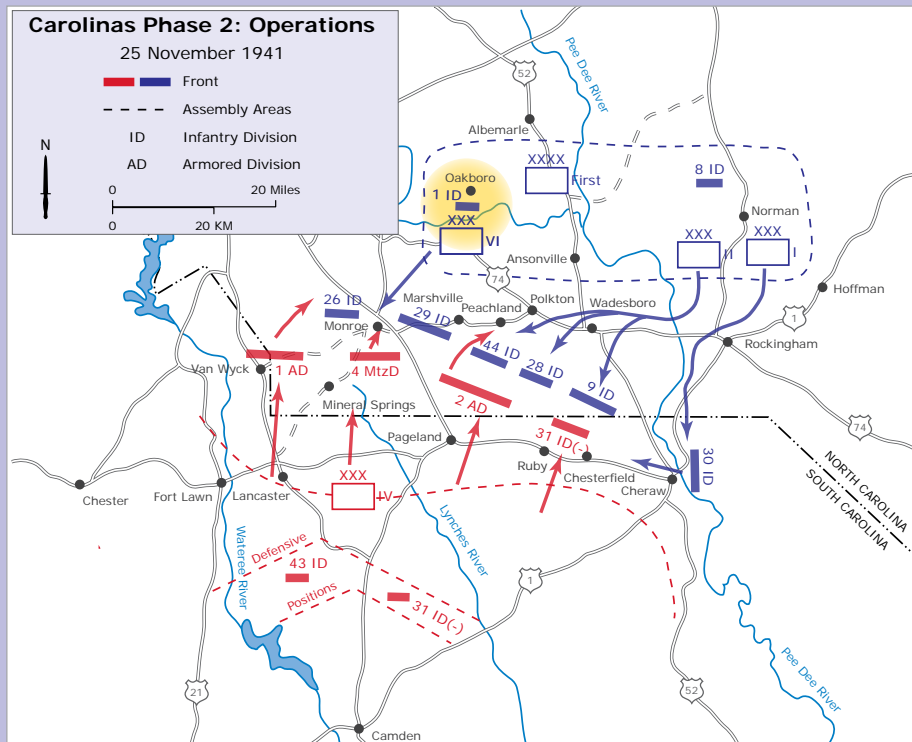 Carolinas Phase 2: Operations
25 November 1941
Front
Assembly Areas
ID Infantry Division
AD Armored Division
N
0 20 Miles
0 20 KM
52
Pee Dee River
Albemarle
XXXX
First
8 ID
Oakboro
1 ID
XXX
VI
Norman
XXX
II
XXX
I
Ansonville
74
Hoffman
1
Rockingham
26 ID
Marshville
Peachland
Polkton
Wadesboro
29 ID
Monroe
44 ID
28 ID
9 ID
Van Wyck
1 AD
4 MtzD
2 AD
Mineral Springs
31 ID(-)
74
Pageland
Ruby
Chesterfield
Cheraw
30 ID
NORTH CAROLINA
SOUTH CAROLINA
Chester
Fort Lawn
Lancaster
XXX
IV
Wateree River
Lynches River
Defensive
43 ID
Positions
31 ID(-)
1
21
52
Pee Dee River
Camden